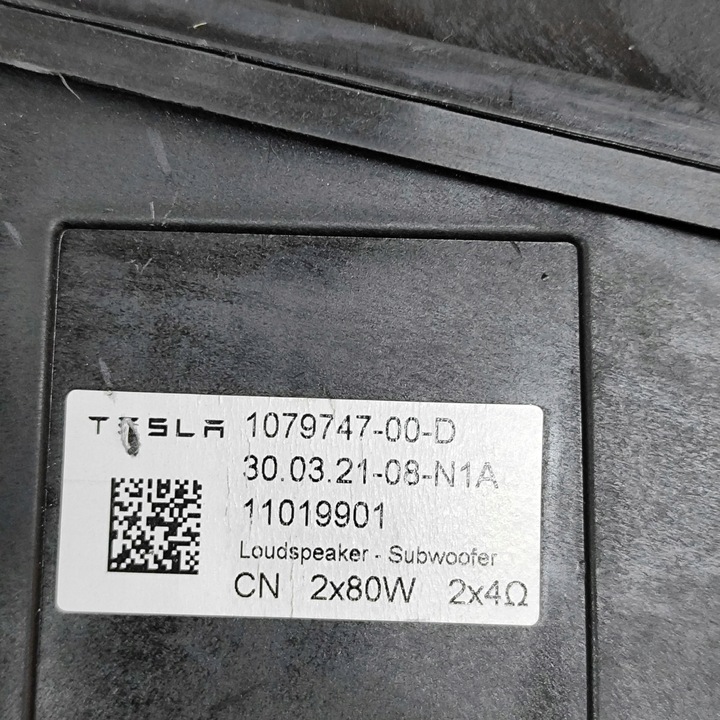 TESLA 1079747-00-D
30.03.21-08-N1A
11019901
Loudspeaker - Subwoofer
CN 2x80W 2x4Ω